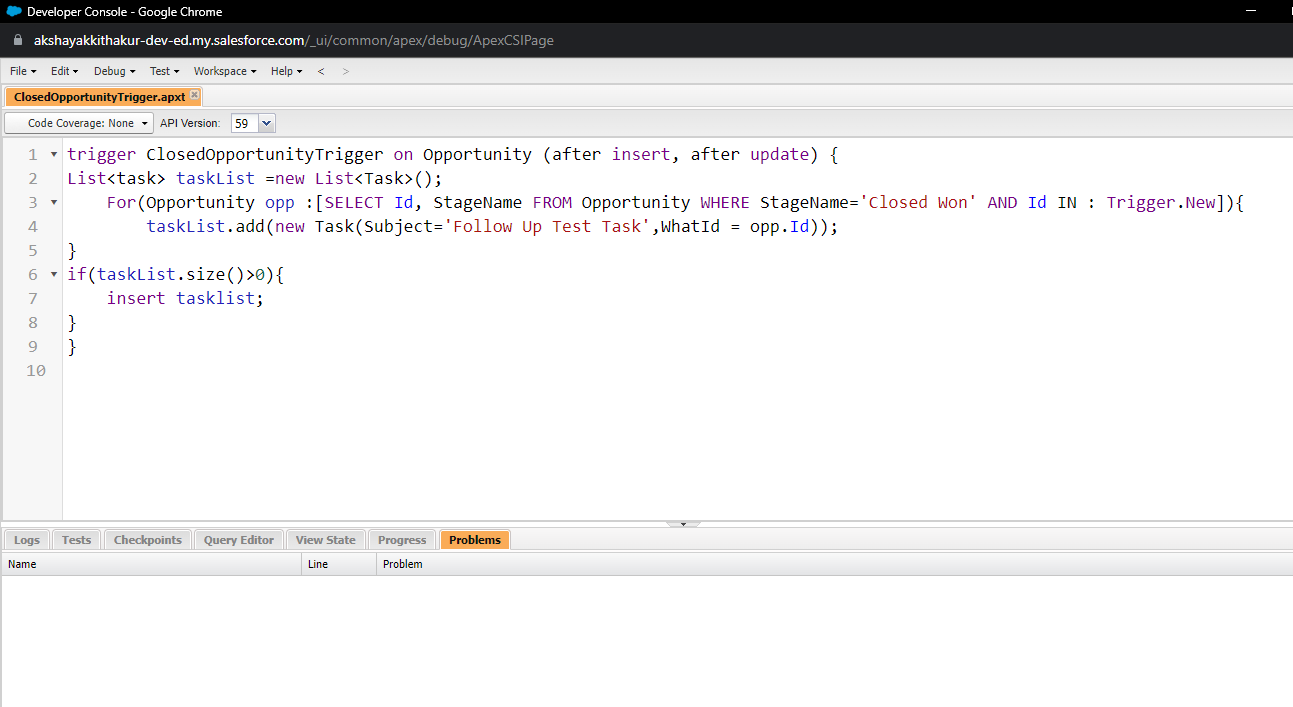 Developer Console - Google Chrome
akshayakkithakur-dev-ed.my.salesforce.com/_ui/common/apex/debug/ApexCSIPage
File Edit Debug Test Workspace Help < >
ClosedOpportunityTrigger.apxt
Code Coverage: None API Version: 59
1 trigger ClosedOpportunityTrigger on Opportunity (after insert, after update) {
2 List<task> taskList =new List<Task>();
3 For(Opportunity opp :[SELECT Id, StageName FROM Opportunity WHERE StageName='Closed Won' AND Id IN : Trigger.New]){
4 taskList.add(new Task(Subject='Follow Up Test Task',WhatId = opp.Id));
5 }
6 if(taskList.size()>0){
7 insert tasklist;
8 }
9 }
10
Logs Tests Checkpoints Query Editor View State Progress Problems
Name Line Problem